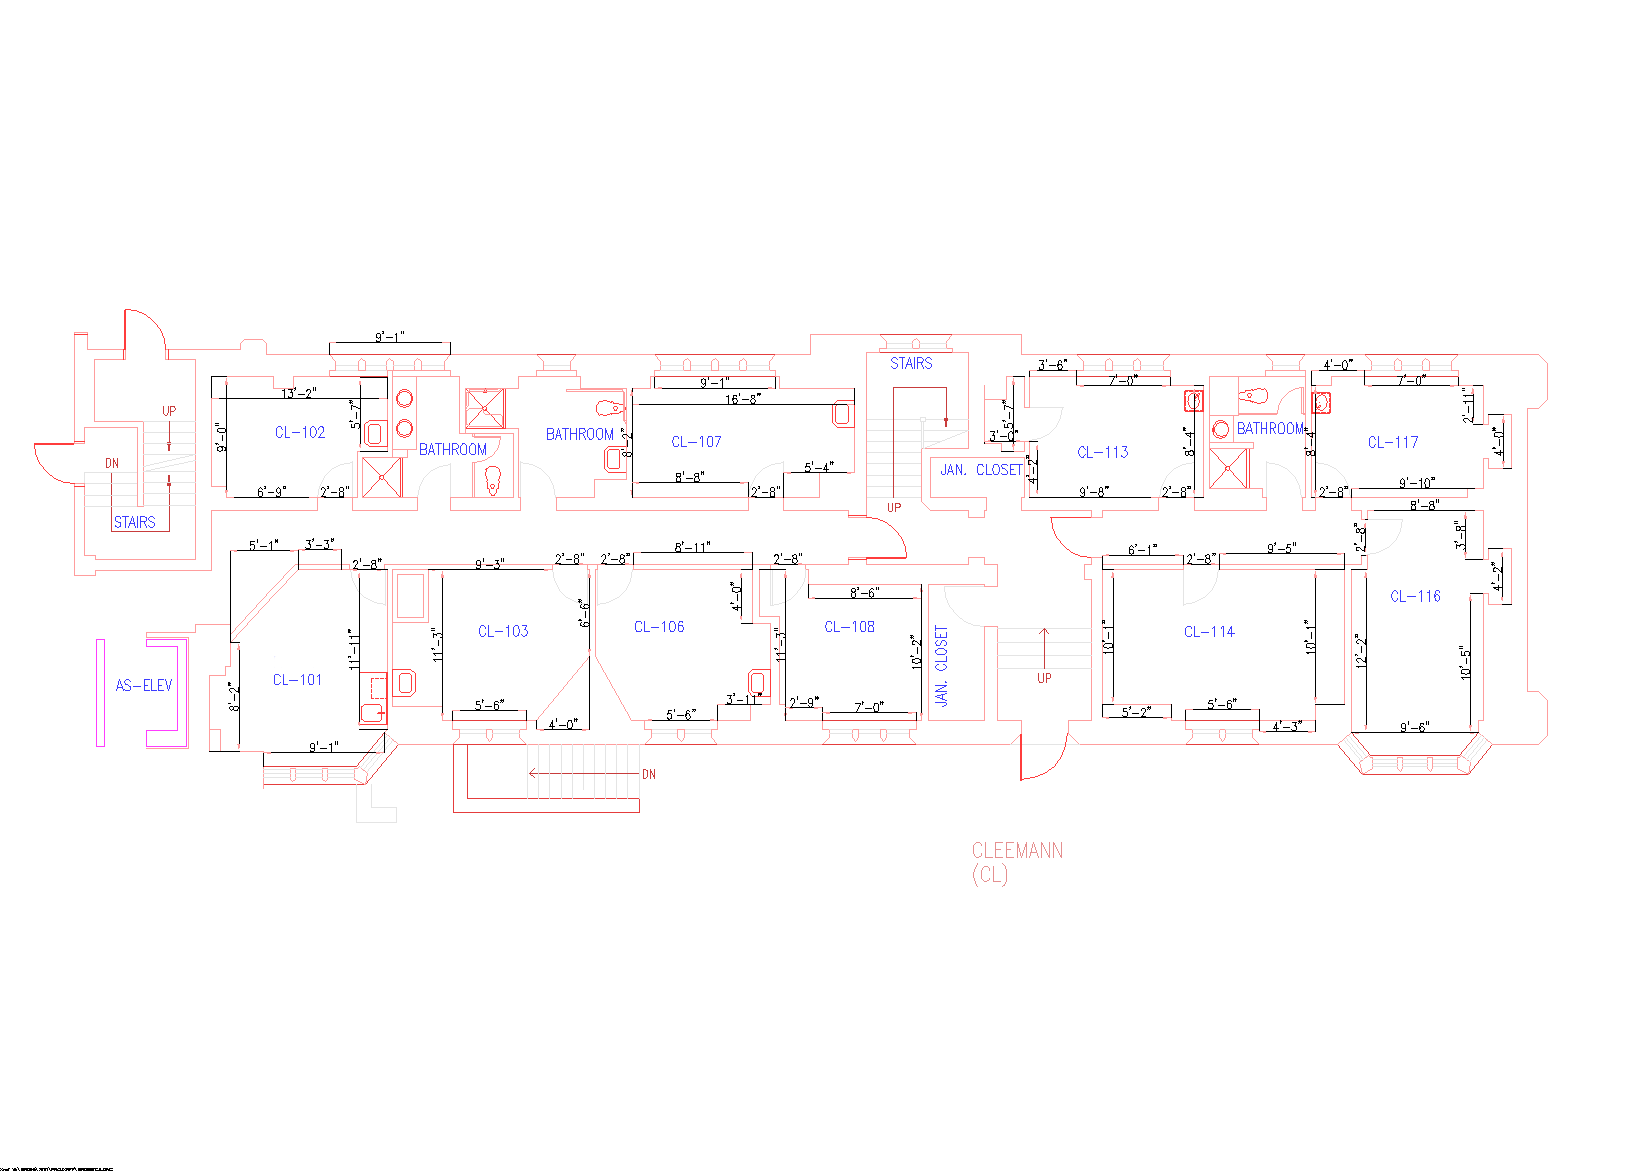 9'-1"
STAIRS
3'-6"
4'-0"
9'-1"
7'-0"
7'-0"
13'-2"
16'-8"
UP
5'-7"
5'-7"
2'-11"
CL-102
BATHROOM
BATHROOM
CL-107
3'-6"
BATHROOM
CL-117
9'-0"
8'-2"
8'-4"
8'-4"
4'-0"
DN
BATHROOM
JAN. CLOSET
CL-113
5'-4"
4'-2"
8'-8"
9'-10"
6'-9"
2'-8"
2'-8"
9'-8"
2'-8"
2'-8"
UP
8'-8"
STAIRS
2'-8"
3'-8"
5'-1"
3'-3"
8'-11"
6'-1"
9'-5"
2'-8"
9'-3"
2'-8"
2'-8"
2'-8"
2'-8"
4'-2"
8'-6"
4'-0"
CL-116
6'-6"
CL-103
CL-106
CL-108
CL-114
11'-11"
11'-3"
11'-3"
10'-2"
JAN. CLOSET
10'-1"
10'-1"
12'-2"
10'-5"
AS-ELEV
CL-101
UP
8'-2"
3'-11"
5'-6"
5'-6"
2'-9"
7'-0"
5'-2"
5'-6"
4'-0"
4'-3"
9'-6"
9'-1"
DN
CLEEMANN
(CL)